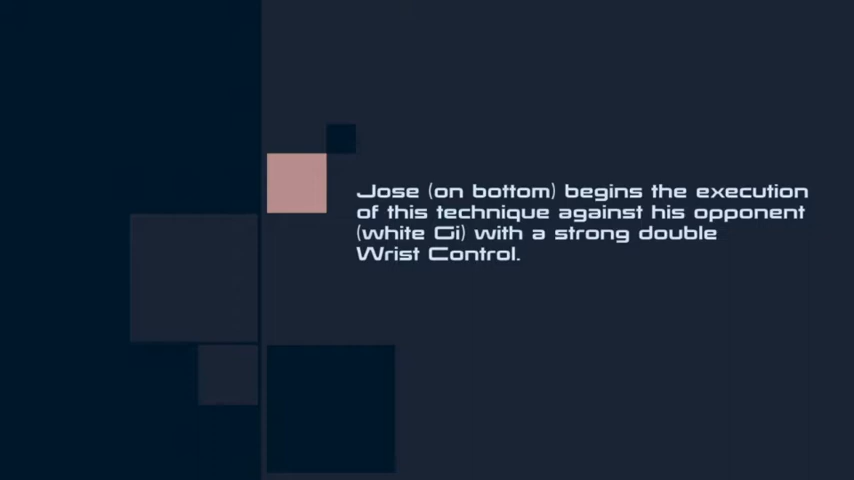 Jose (on bottom) begins the execution
of this technique against his opponent
(white Gi) with a strong double
Wrist Control.